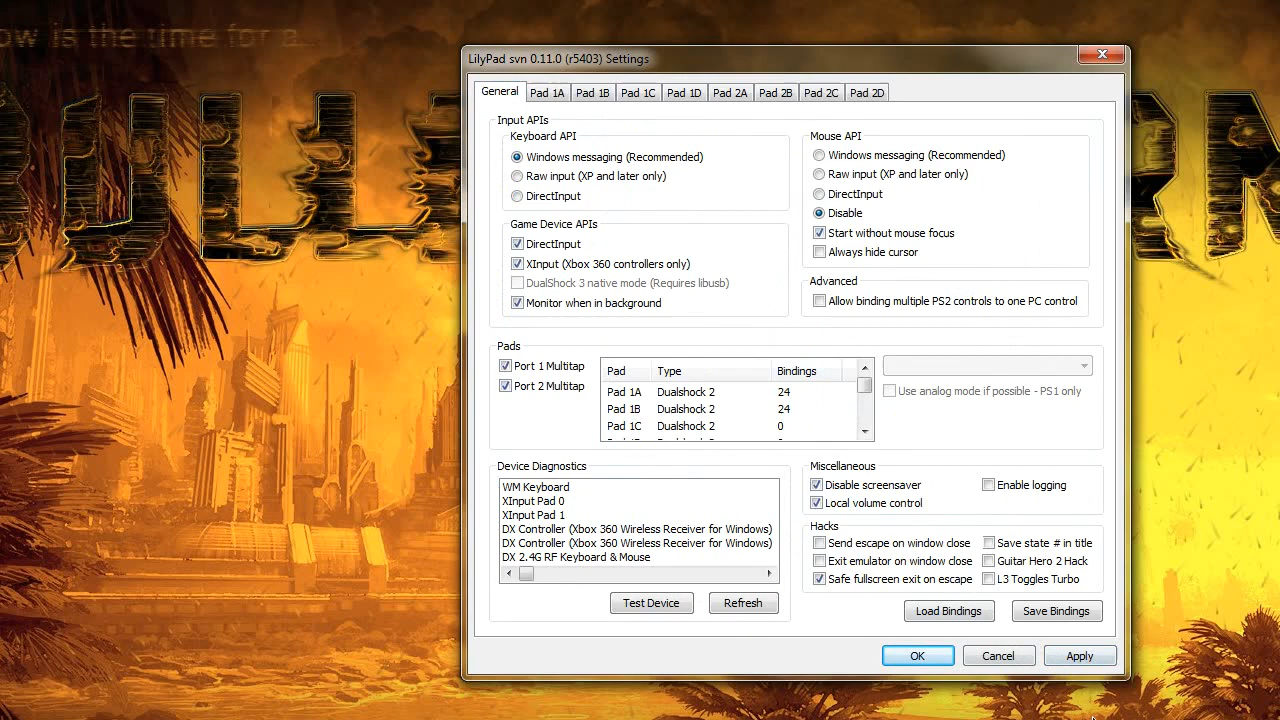 ow is the time for a...
LilyPad svn 0.11.0 (r5403) Settings
General Pad 1A Pad 1B Pad 1C Pad 1D Pad 2A Pad 2B Pad 2C Pad 2D
Input APIs
Keyboard API
Windows messaging (Recommended)
Raw input (XP and later only)
DirectInput
Mouse API
Windows messaging (Recommended)
Raw input (XP and later only)
DirectInput
Disable
Start without mouse focus
Always hide cursor
Game Device APIs
DirectInput
XInput (Xbox 360 controllers only)
DualShock 3 native mode (Requires libusb)
Monitor when in background
Advanced
Allow binding multiple PS2 controls to one PC control
Pads
Port 1 Multitap
Port 2 Multitap
Pad Type Bindings
Pad 1A Dualshock 2 24
Pad 1B Dualshock 2 24
Pad 1C Dualshock 2 0
Use analog mode if possible - PS1 only
Device Diagnostics
WM Keyboard
XInput Pad 0
XInput Pad 1
DX Controller (Xbox 360 Wireless Receiver for Windows)
DX Controller (Xbox 360 Wireless Receiver for Windows)
DX 2.4G RF Keyboard & Mouse
Test Device Refresh
Miscellaneous
Disable screensaver Enable logging
Local volume control
Hacks
Send escape on window close Save state # in title
Exit emulator on window close Guitar Hero 2 Hack
Safe fullscreen exit on escape L3 Toggles Turbo
Load Bindings Save Bindings
OK Cancel Apply